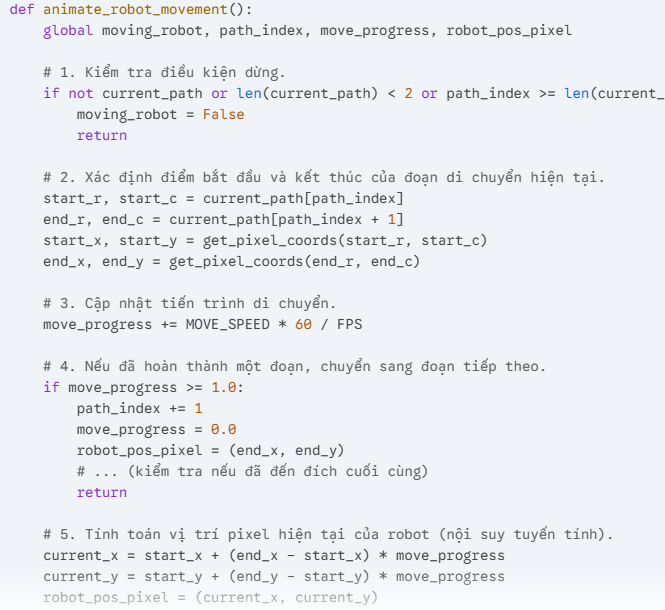 def animate_robot_movement():
    global moving_robot, path_index, move_progress, robot_pos_pixel
    # 1. Kiểm tra điều kiện dừng.
    if not current_path or len(current_path) < 2 or path_index >= len(current_
        moving_robot = False
        return
    # 2. Xác định điểm bắt đầu và kết thúc của đoạn di chuyển hiện tại.
    start_r, start_c = current_path[path_index]
    end_r, end_c = current_path[path_index + 1]
    start_x, start_y = get_pixel_coords(start_r, start_c)
    end_x, end_y = get_pixel_coords(end_r, end_c)
    # 3. Cập nhật tiến trình di chuyển.
    move_progress += MOVE_SPEED * 60 / FPS
    # 4. Nếu đã hoàn thành một đoạn, chuyển sang đoạn tiếp theo.
    if move_progress >= 1.0:
        path_index += 1
        move_progress = 0.0
        robot_pos_pixel = (end_x, end_y)
        # ... (kiểm tra nếu đã đến đích cuối cùng)
        return
    # 5. Tính toán vị trí pixel hiện tại của robot (nội suy tuyến tính).
    current_x = start_x + (end_x - start_x) * move_progress
    current_y = start_y + (end_y - start_y) * move_progress
    robot_pos_pixel = (current_x, current_y)